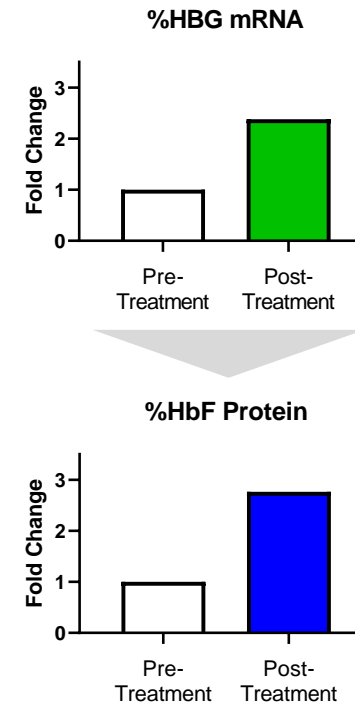 %HBG mRNA
Fold Change
3
2
1
0
Pre-
Treatment
Post-
Treatment
%HbF Protein
Fold Change
3
2
1
0
Pre-
Treatment
Post-
Treatment